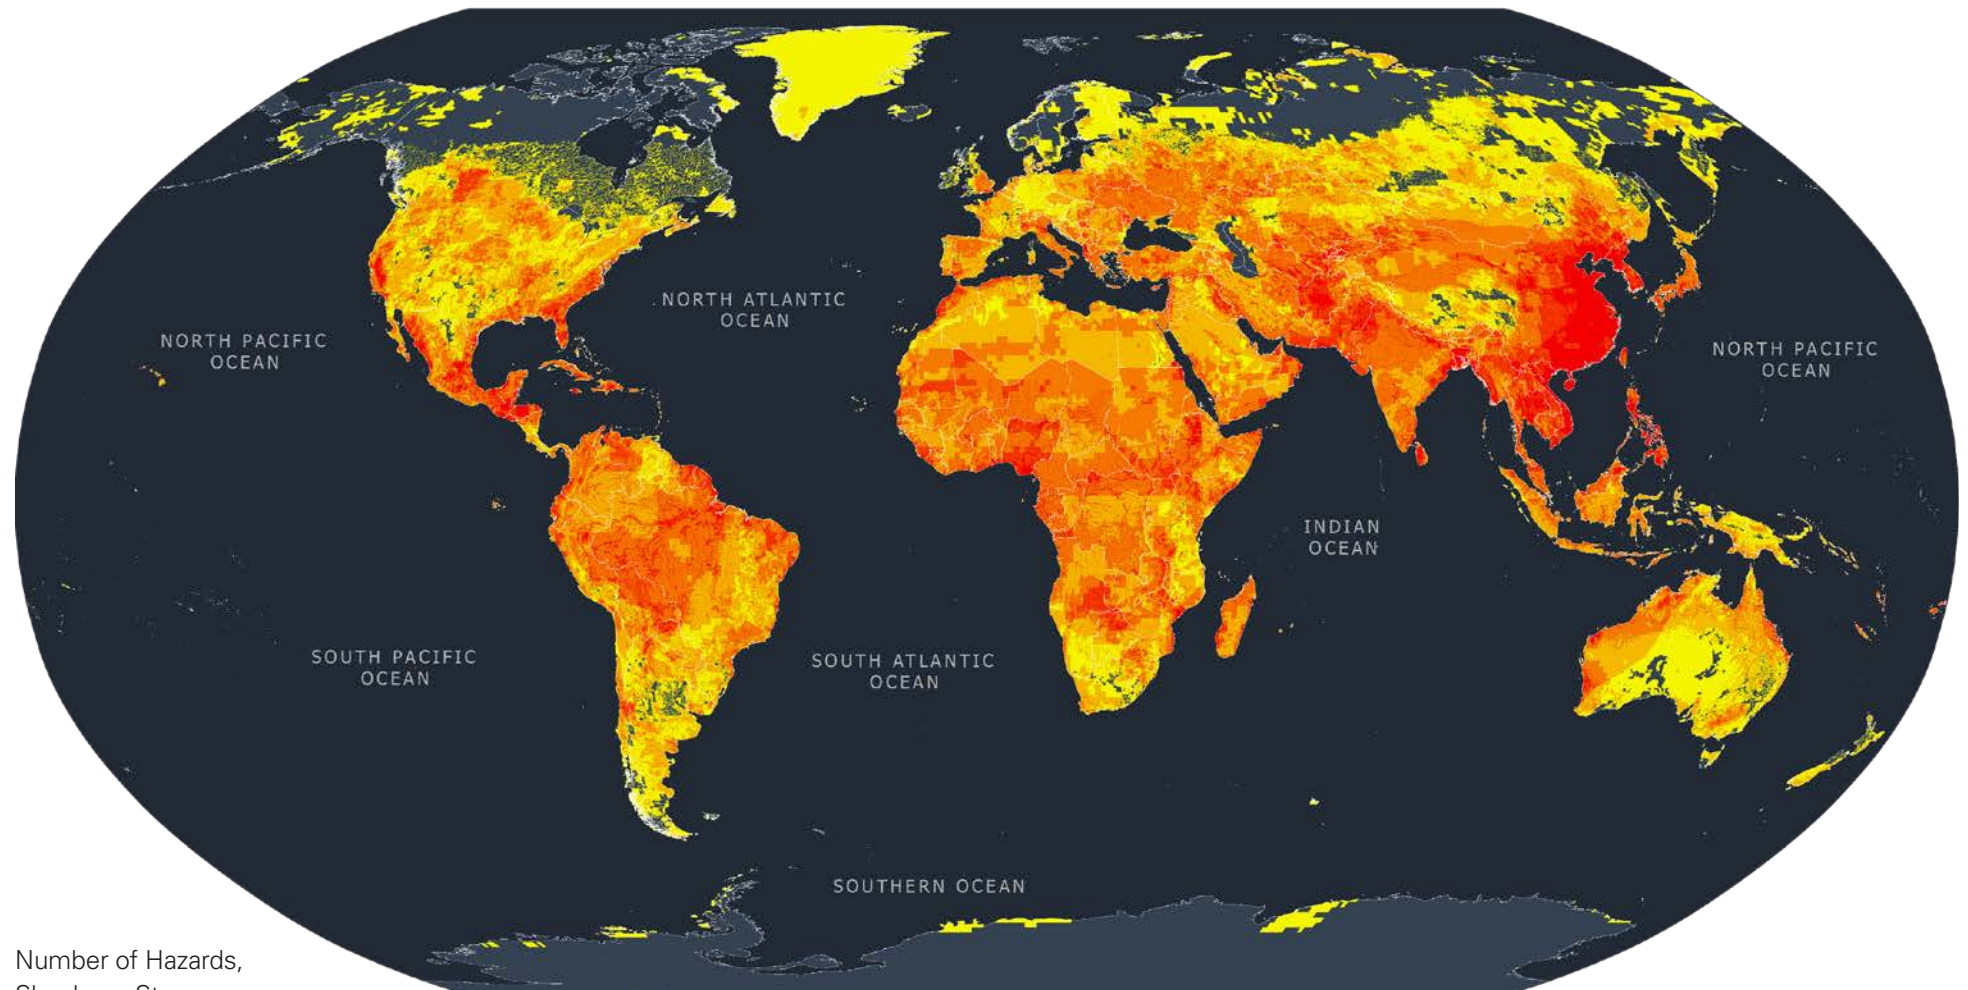 NORTH ATLANTIC
OCEAN
NORTH PACIFIC
OCEAN
NORTH PACIFIC
OCEAN
INDIAN
OCEAN
SOUTH PACIFIC
OCEAN
SOUTH ATLANTIC
OCEAN
SOUTHERN OCEAN
Number of Hazards,